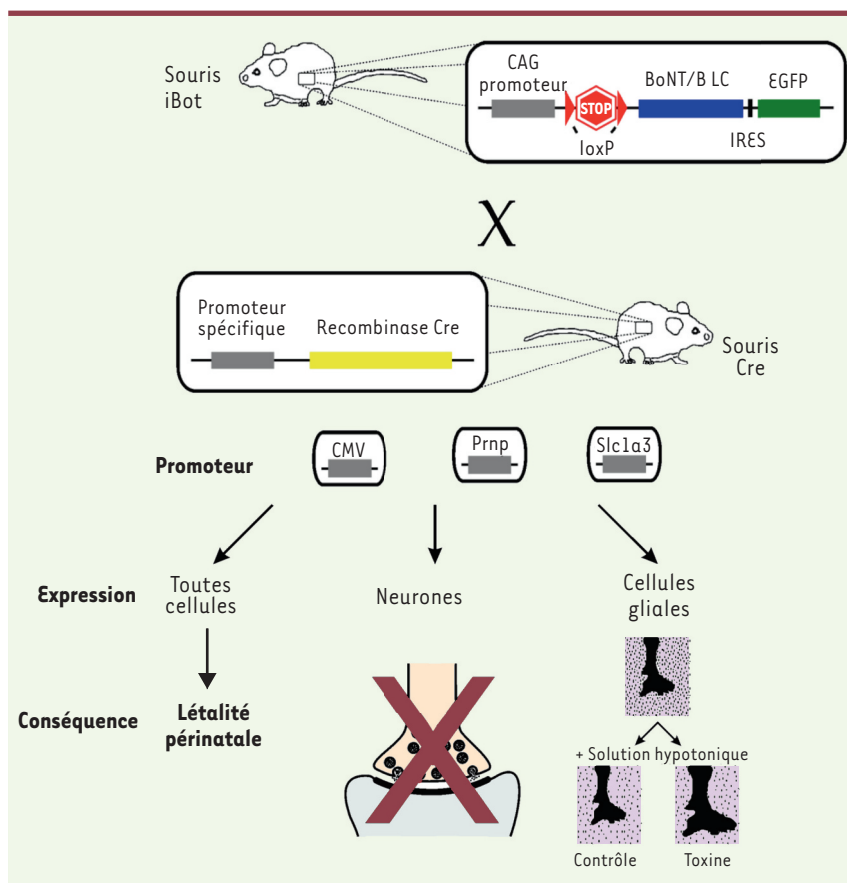 Souris
iBot
CAG
promoteur
STOP
BoNT/B LC
EGFP
loxP
IRES
X
Promoteur
spécifique
Recombinase Cre
Souris
Cre
Promoteur
CMV
Prnp
Slc1a3
Expression
Toutes
cellules
Neurones
Cellules
gliales
Conséquence
Létalité
périnatale
+ Solution hypotonique
Contrôle
Toxine